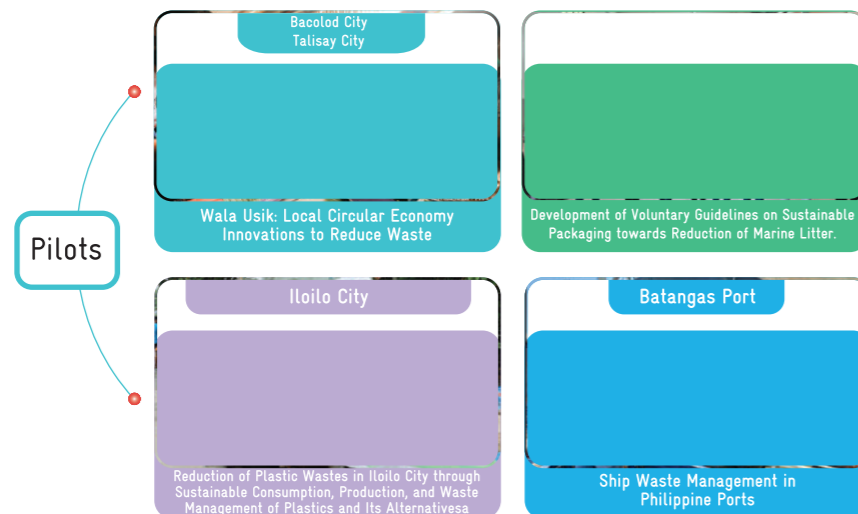 Pilots
Bacolod City
Talisay City
Wala Usik: Local Circular Economy
Innovations to Reduce Waste
Development of Voluntary Guidelines on Sustainable
Packaging towards Reduction of Marine Litter.
Iloilo City
Reduction of Plastic Wastes in Iloilo City through
Sustainable Consumption, Production, and Waste
Management of Plastics and Its Alternativesa
Batangas Port
Ship Waste Management in
Philippine Ports